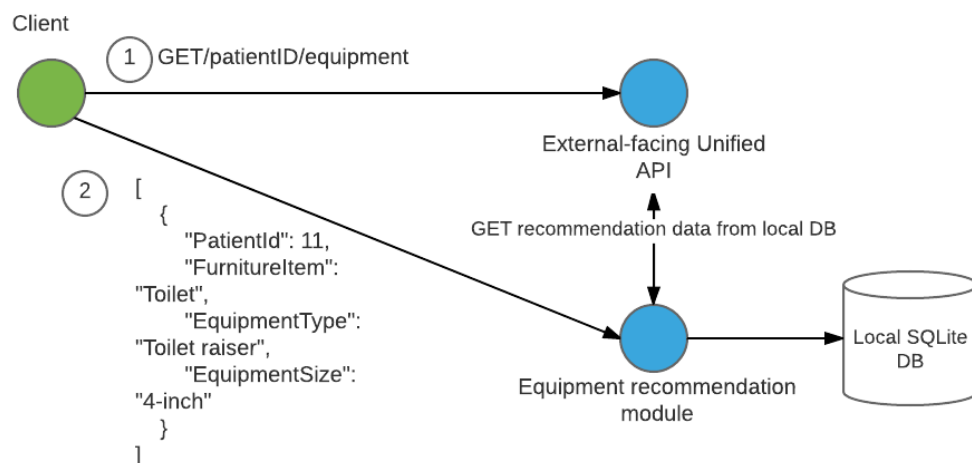 Client
1
GET/patientID/equipment
External-facing Unified
API
GET recommendation data from local DB
2
[
{
"PatientId": 11,
"FurnitureItem":
"Toilet",
"EquipmentType":
"Toilet raiser",
"EquipmentSize":
"4-inch"
}
]
Equipment recommendation
module
Local SQLite
DB